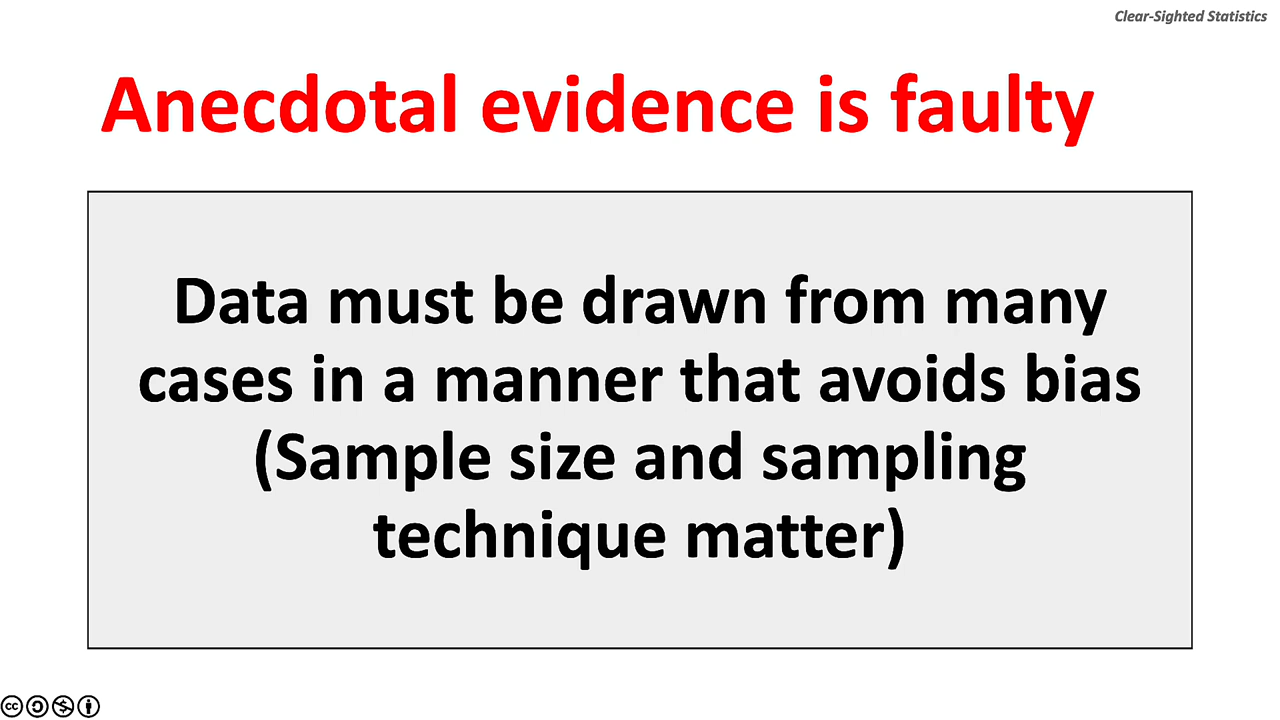 Clear-Sighted Statistics
Anecdotal evidence is faulty
Data must be drawn from many
cases in a manner that avoids bias
(Sample size and sampling
technique matter)
cc